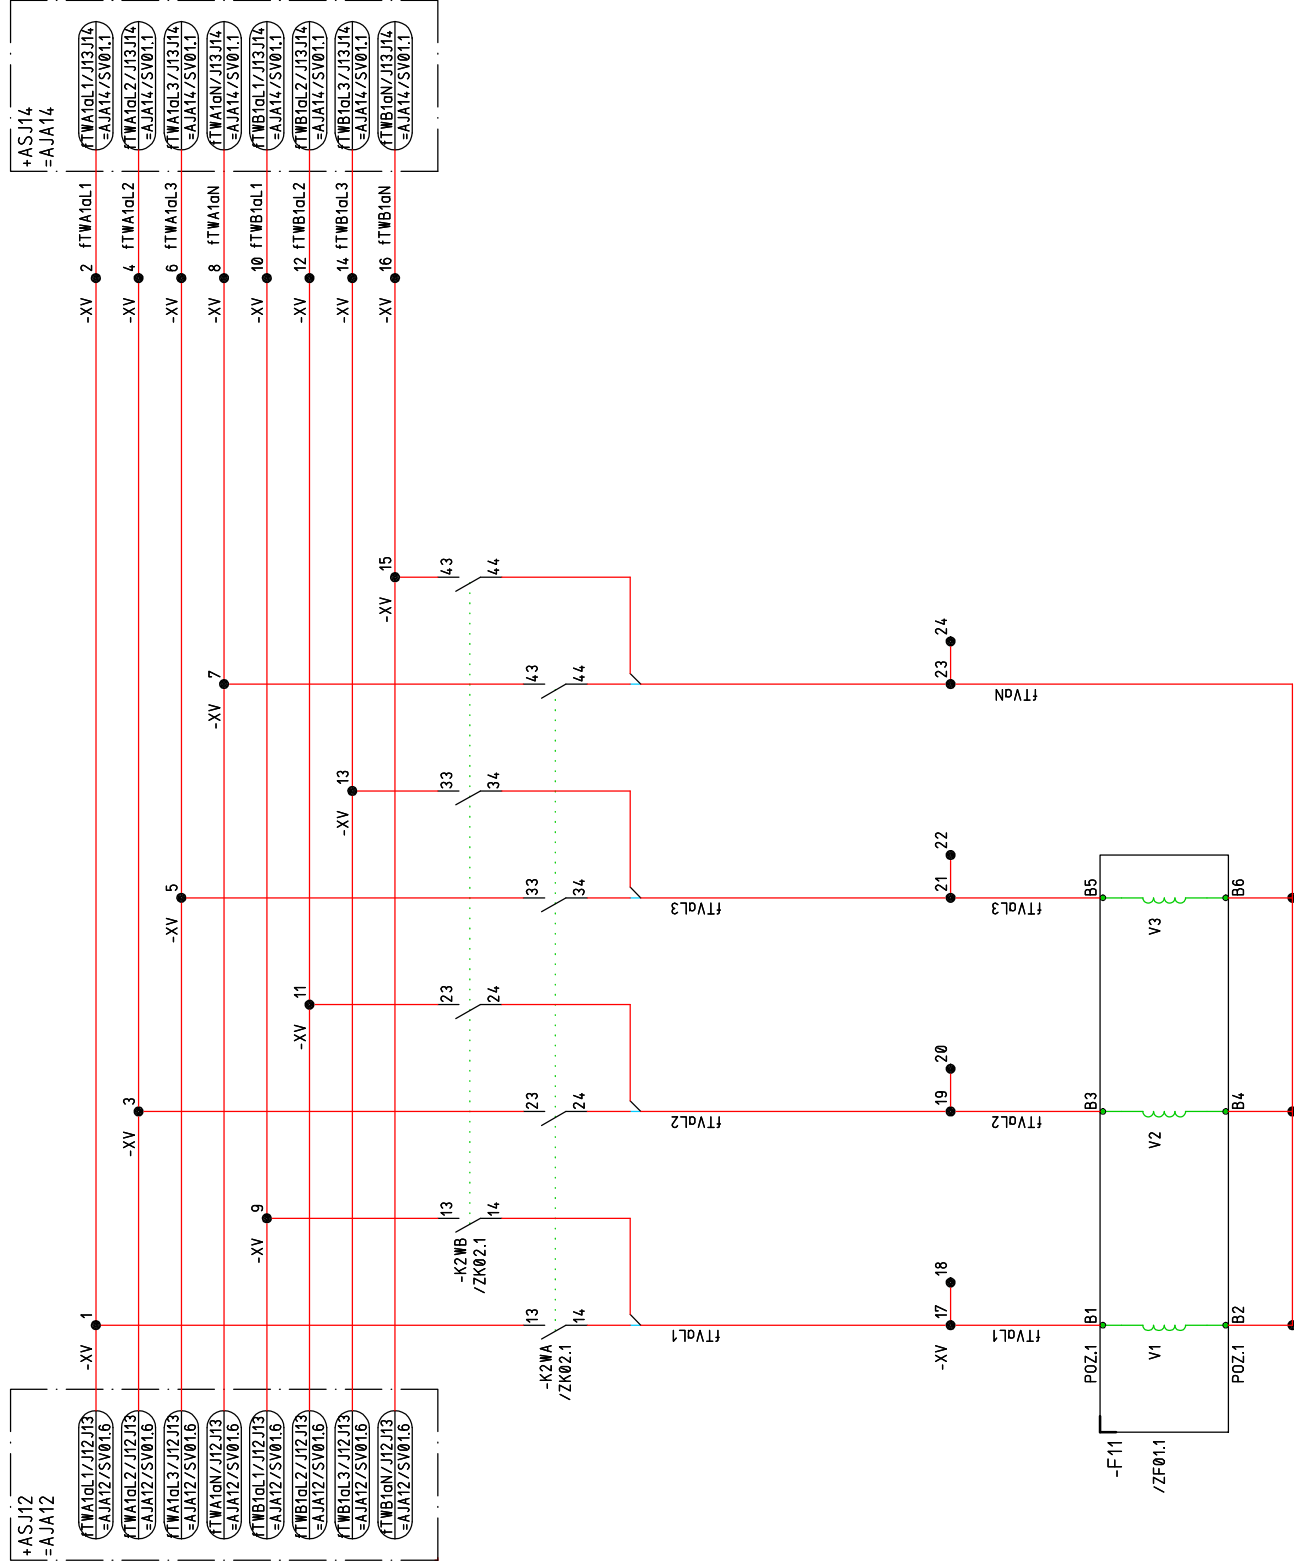 +ASJ12
=AJA12
fTWA1aL1/J12J13
=AJA12/SV01.6
fTWA1aL2/J12J13
=AJA12/SV01.6
fTWA1aL3/J12J13
=AJA12/SV01.6
fTWA1aN/J12J13
=AJA12/SV01.6
fTWB1aL1/J12J13
=AJA12/SV01.6
fTWB1aL2/J12J13
=AJA12/SV01.6
fTWB1aL3/J12J13
=AJA12/SV01.6
fTWB1aN/J12J13
=AJA12/SV01.6
+ASJ14
=AJA14
fTWA1aL1/J13J14
=AJA14/SV01.1
fTWA1aL2/J13J14
=AJA14/SV01.1
fTWA1aL3/J13J14
=AJA14/SV01.1
fTWA1aN/J13J14
=AJA14/SV01.1
fTWB1aL1/J13J14
=AJA14/SV01.1
fTWB1aL2/J13J14
=AJA14/SV01.1
fTWB1aL3/J13J14
=AJA14/SV01.1
fTWB1aN/J13J14
=AJA14/SV01.1
-XV 2 fTWA1aL1
-XV 4 fTWA1aL2
-XV 6 fTWA1aL3
-XV 8 fTWA1aN
-XV 10 fTWB1aL1
-XV 12 fTWB1aL2
-XV 14 fTWB1aL3
-XV 16 fTWB1aN
-XV 1
-XV 3
-XV 5
-XV 7
-XV 9
-XV 11
-XV 13
-XV 15
-K2WB
/ZK02.1
13
14
23
24
33
34
43
44
-K2WA
/ZK02.1
13
14
23
24
33
34
43
44
fTVaL1
fTVaL2
fTVaL3
-XV 17 18
19 20
21 22
23 24
fTVaL1
fTVaL2
fTVaL3
fTVaN
-F11
/ZF01.1
POZ.1 B1
B3
B5
V1
V2
V3
POZ.1 B2
B4
B6